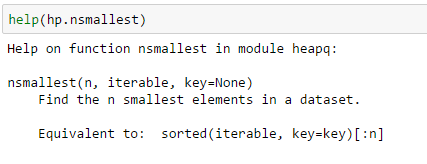 help(hp.nsmallest)
Help on function nsmallest in module heapq:
nsmallest(n, iterable, key=None)
Find the n smallest elements in a dataset.
Equivalent to:  sorted(iterable, key=key)[:n]